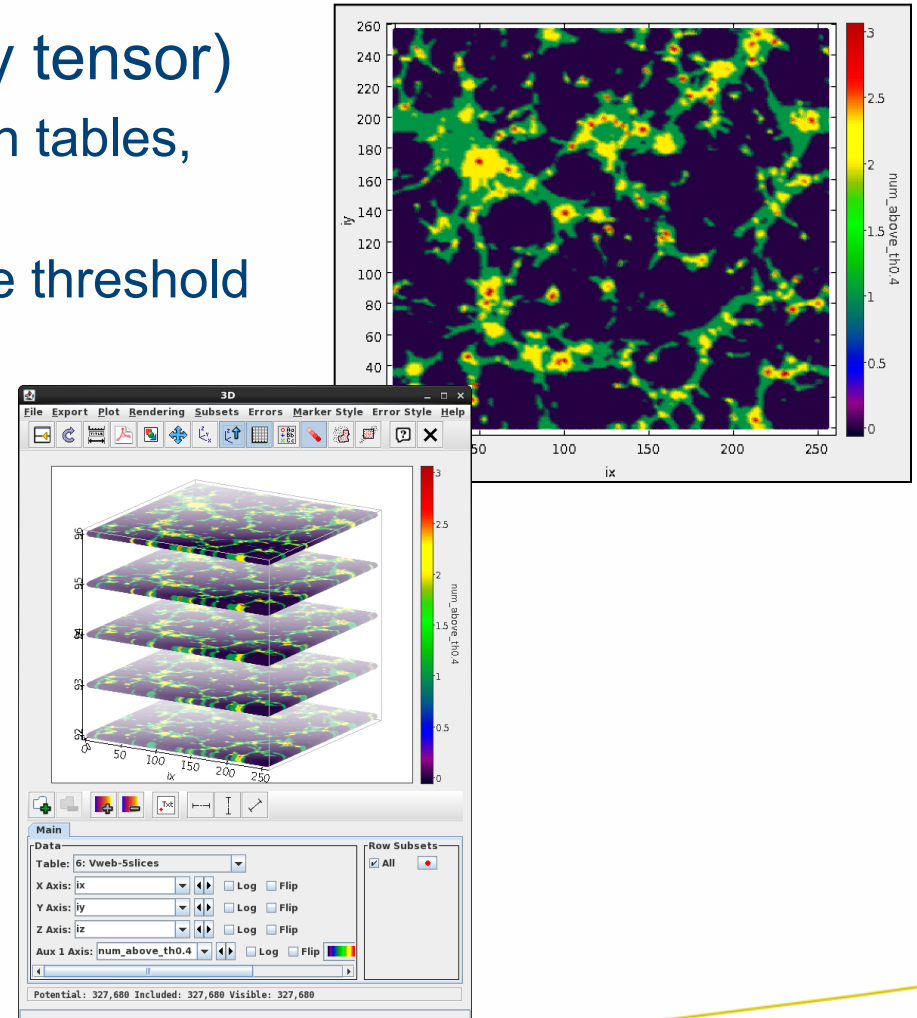 y tensor)
n tables,
e threshold
260
240
220
200
180
160
140
120
100
80
60
40
iy
50
100
150
200
250
ix
3
2.5
2
1.5
1
0.5
0
num_above_th0.4
3D
File Export Plot Rendering Subsets Errors Marker Style Error Style Help
96
95
94
93
92
0
50
100
150
200
250
ix
3
2.5
2
1.5
1
0.5
0
num_above_th0.4
Txt
Main
Data
Row Subsets
Table: 6: Vweb-5slices
All
X Axis: ix Log Flip
Y Axis: iy Log Flip
Z Axis: iz Log Flip
Aux 1 Axis: num_above_th0.4 Log Flip
Potential: 327,680 Included: 327,680 Visible: 327,680